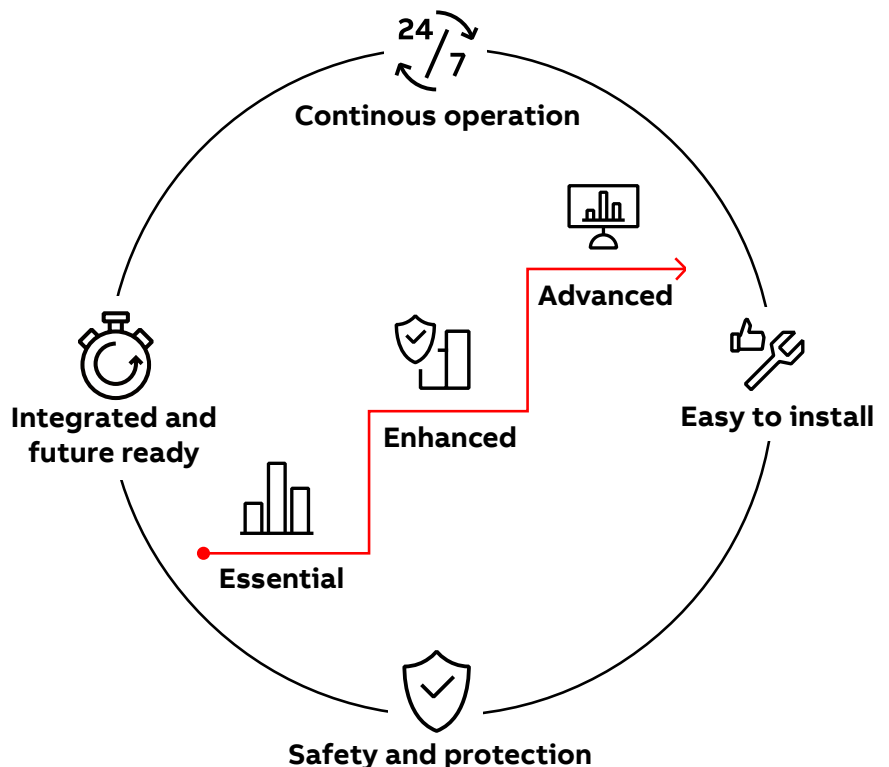 24
7
Continous operation
Advanced
Integrated and
future ready
Enhanced
Easy to install
Essential
Safety and protection